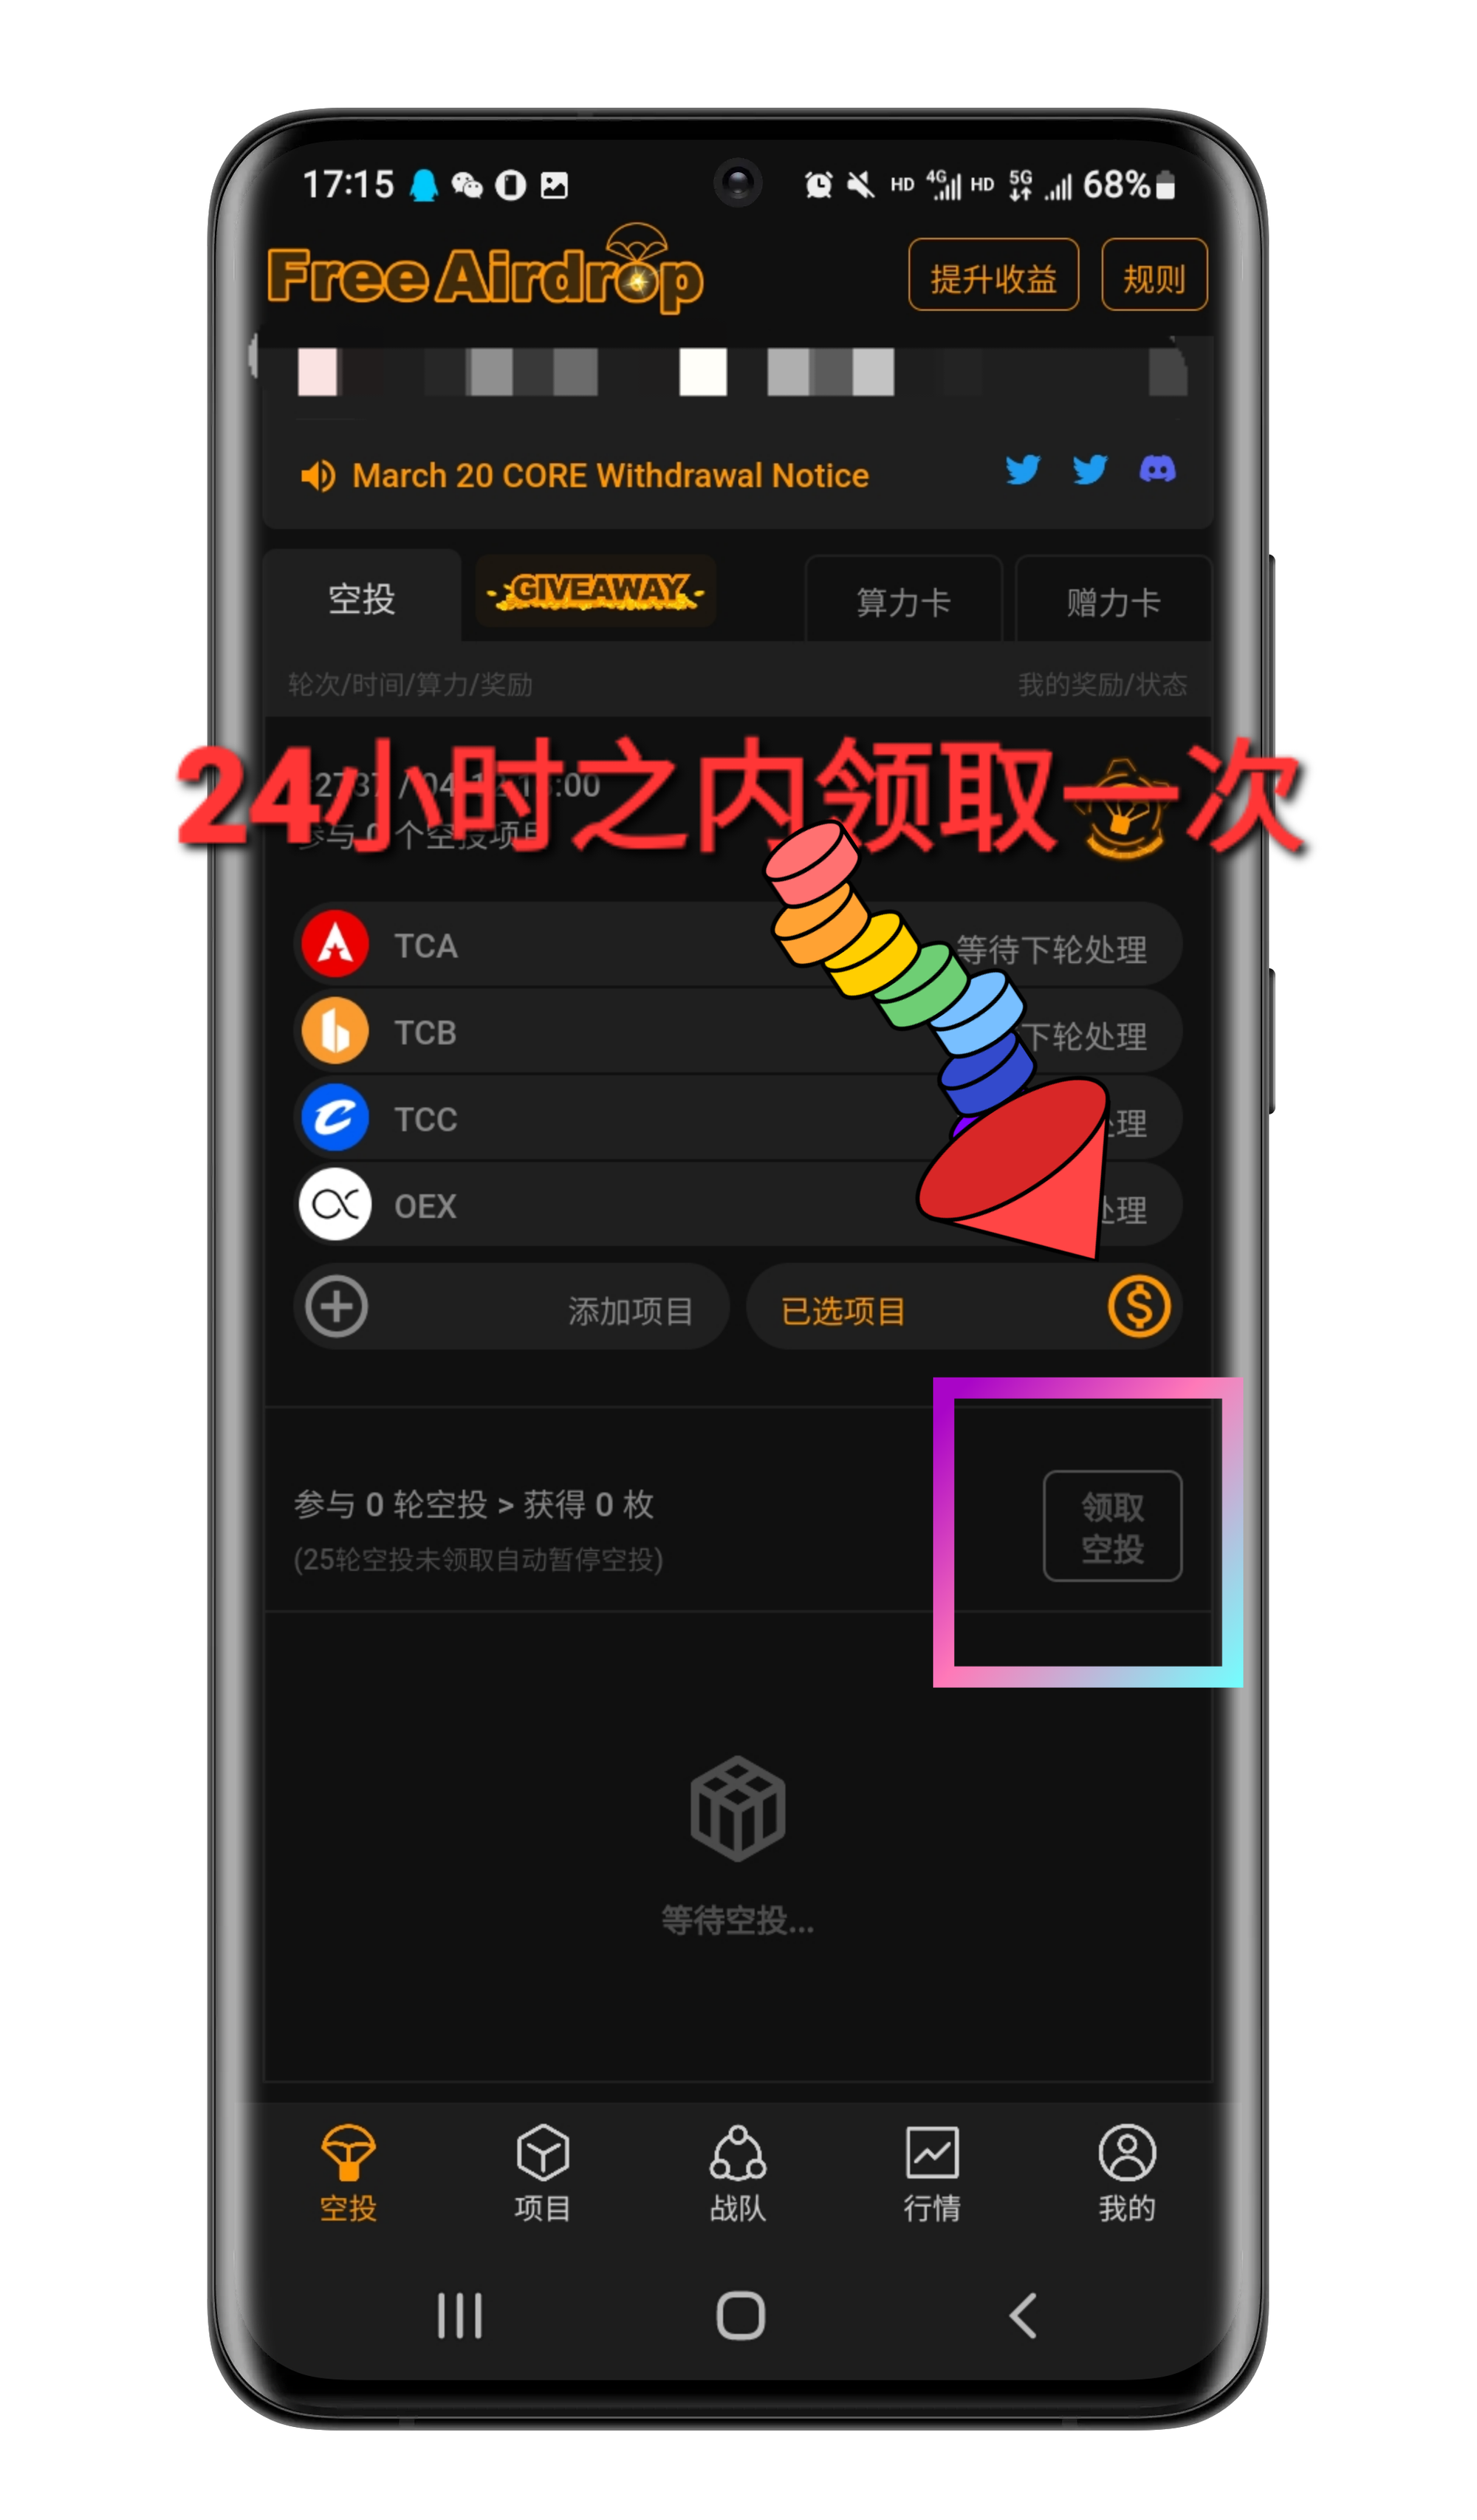 17:15
HD 4G HD 5G 68%
Free Airdrop
提升收益
规则
March 20 CORE Withdrawal Notice
空投
GIVEAWAY
算力卡
赠力卡
轮次/时间/算力/奖励
我的奖励/状态
24小时之内领取一次
:00
参与 0 个空投项目
TCA
等待下轮处理
TCB
下轮处理
TCC
处理
OEX
处理
添加项目
已选项目
参与 0 轮空投 > 获得 0 枚
(25轮空投未领取自动暂停空投)
领取
空投
等待空投...
空投
项目
战队
行情
我的